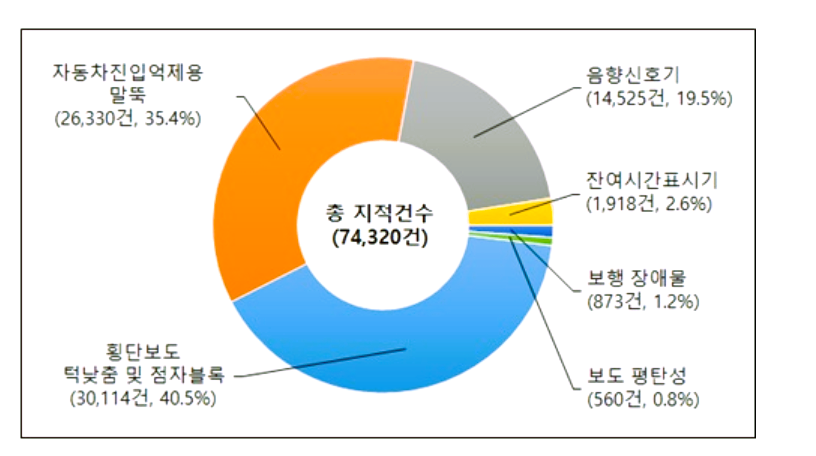 자동차진입억제용
말뚝
(26,330건, 35.4%)
음향신호기
(14,525건, 19.5%)
잔여시간표시기
(1,918건, 2.6%)
총 지적건수
(74,320건)
보행 장애물
(873건, 1.2%)
횡단보도
턱낮춤 및 점자블록
(30,114건, 40.5%)
보도 평탄성
(560건, 0.8%)